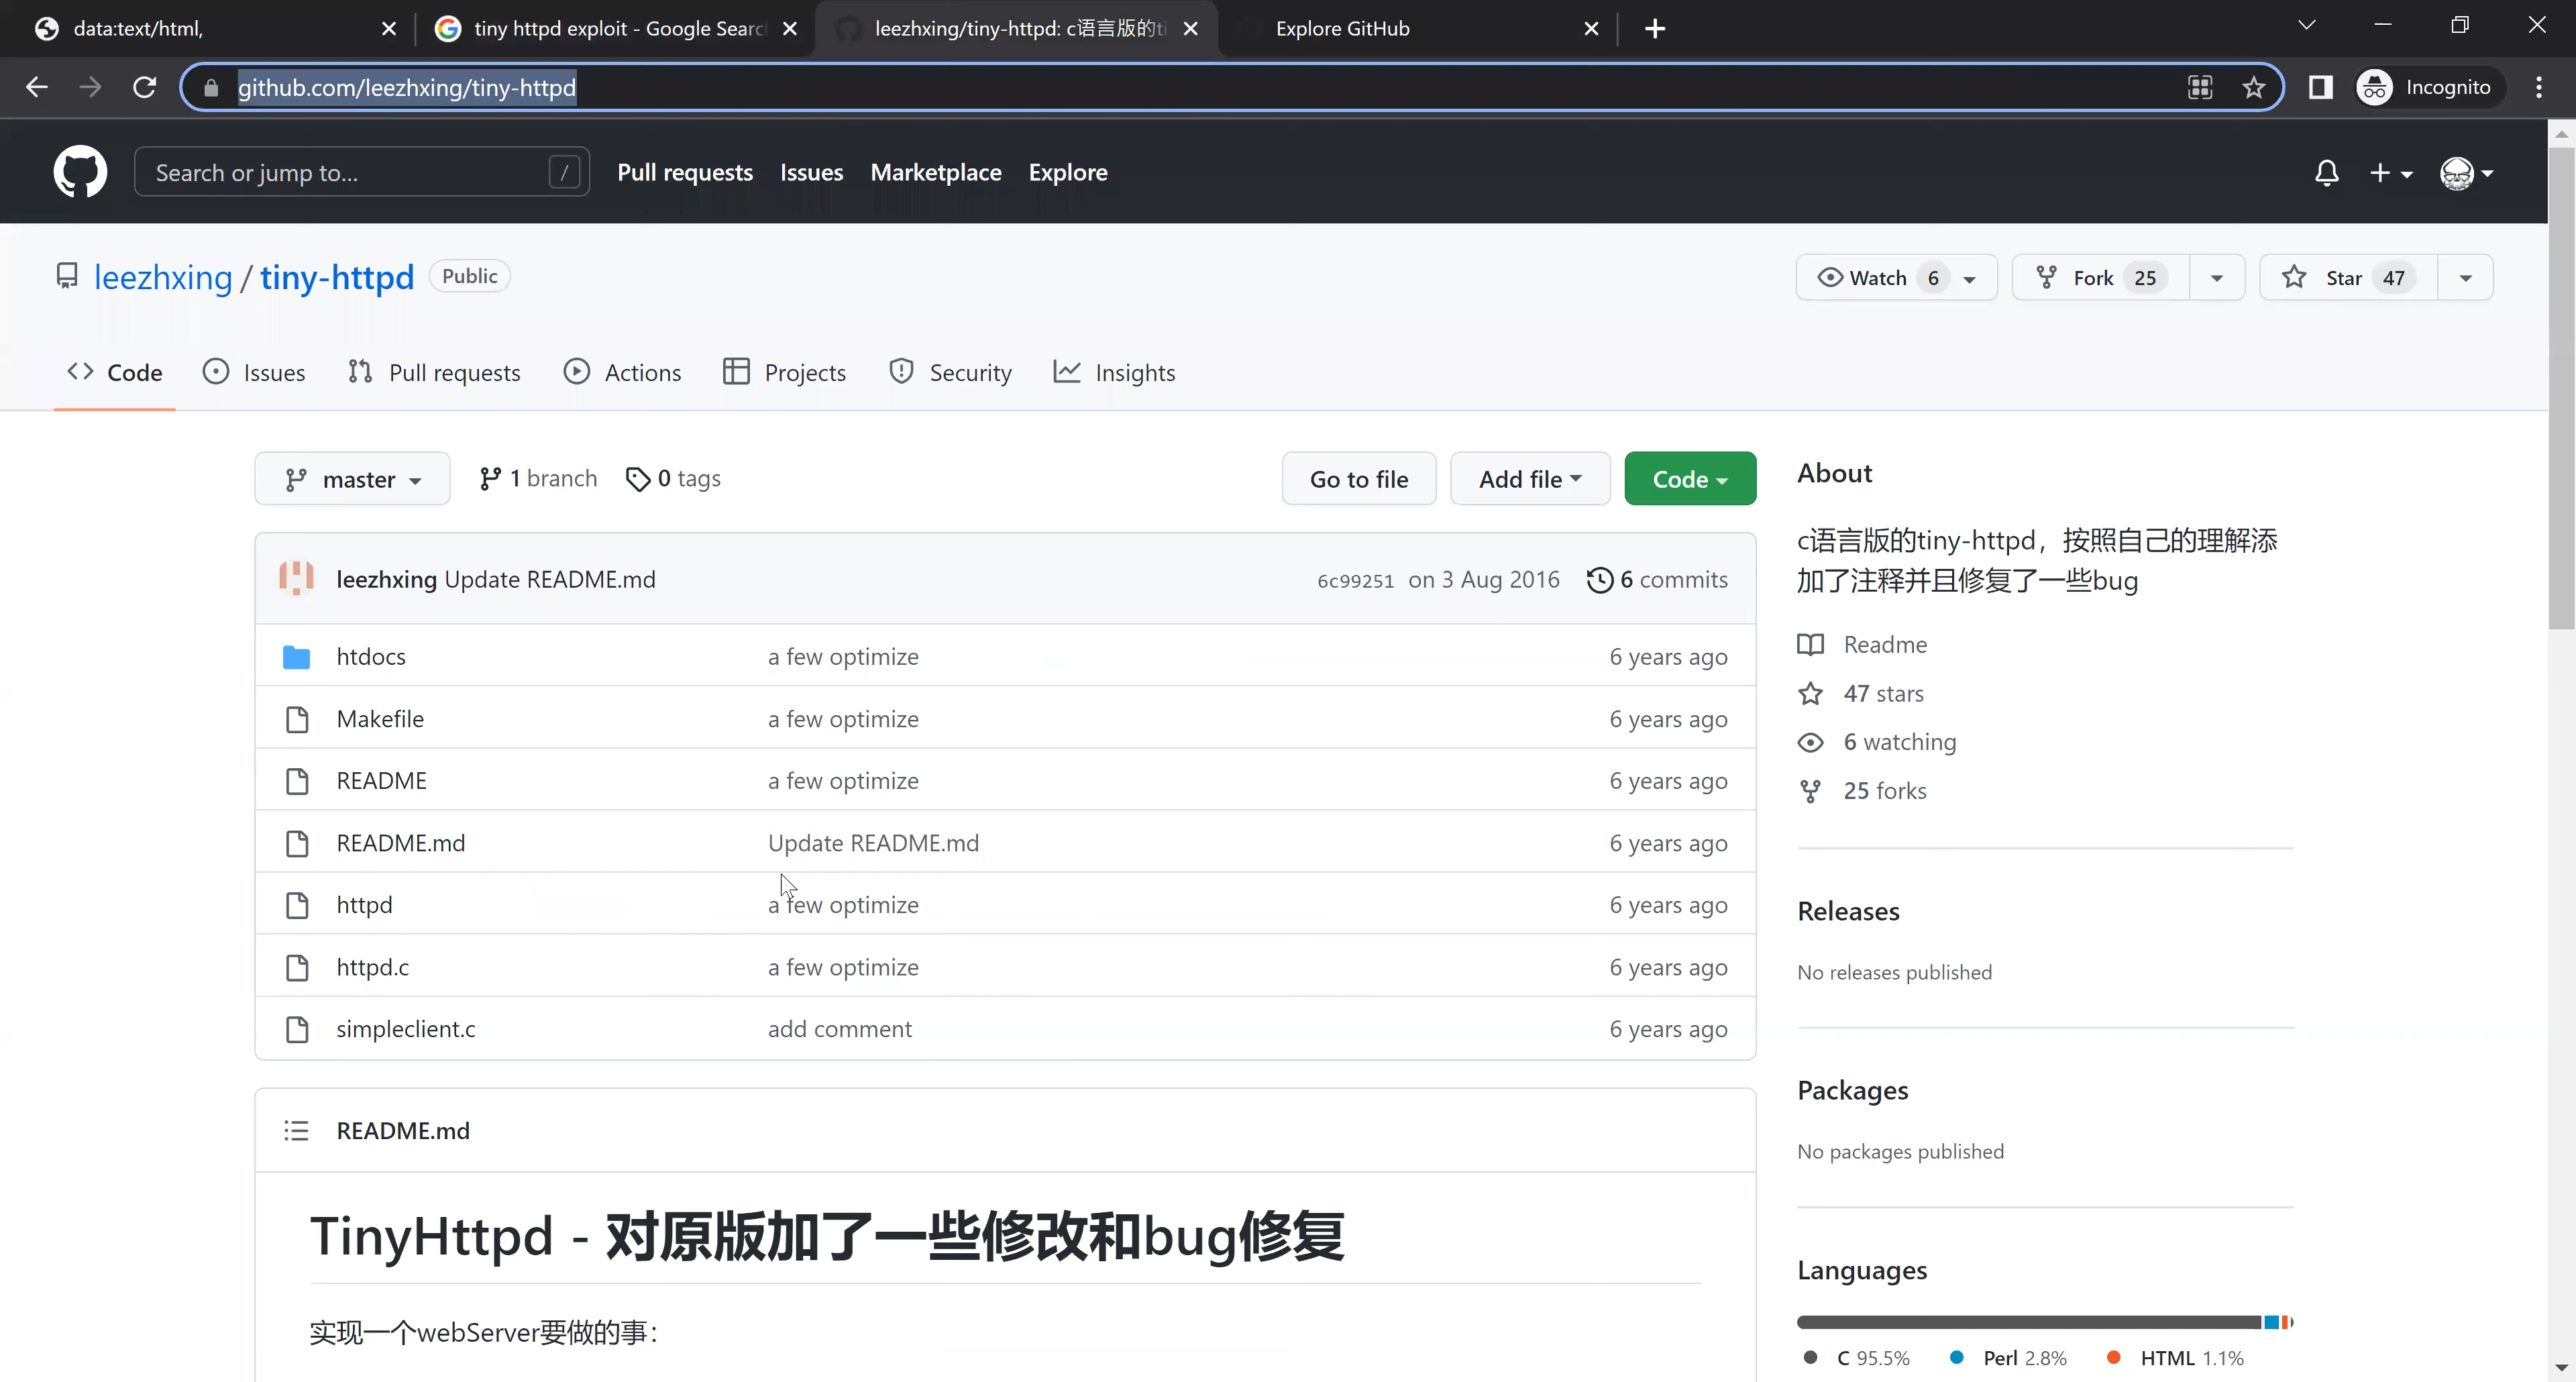 data:text/html,
tiny httpd exploit - Google Searc
leezhxing/tiny-httpd: c语言版的ti
Explore GitHub
github.com/leezhxing/tiny-httpd
Incognito
Search or jump to...
/
Pull requests
Issues
Marketplace
Explore
leezhxing / tiny-httpd
Public
Watch 6
Fork 25
Star 47
Code
Issues
Pull requests
Actions
Projects
Security
Insights
master
1 branch
0 tags
Go to file
Add file
Code
leezhxing Update README.md
6c99251 on 3 Aug 2016
6 commits
htdocs a few optimize 6 years ago
Makefile a few optimize 6 years ago
README a few optimize 6 years ago
README.md Update README.md 6 years ago
httpd a few optimize 6 years ago
httpd.c a few optimize 6 years ago
simpleclient.c add comment 6 years ago
README.md
TinyHttpd - 对原版加了一些修改和bug修复
实现一个webServer要做的事：
About
c语言版的tiny-httpd，按照自己的理解添
加了注释并且修复了一些bug
Readme
47 stars
6 watching
25 forks
Releases
No releases published
Packages
No packages published
Languages
C 95.5%
Perl 2.8%
HTML 1.1%